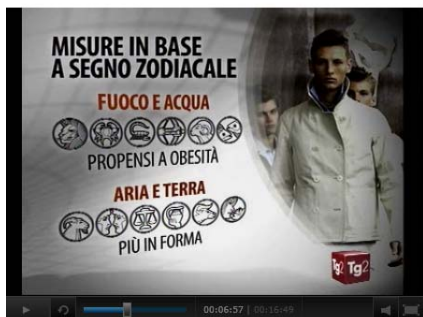 MISURE IN BASE
A SEGNO ZODIACALE
FUOCO E ACQUA
PROPENSI A OBESITÀ
ARIA E TERRA
PIÙ IN FORMA
Tg2 Tg2
00:06:57 | 00:16:49